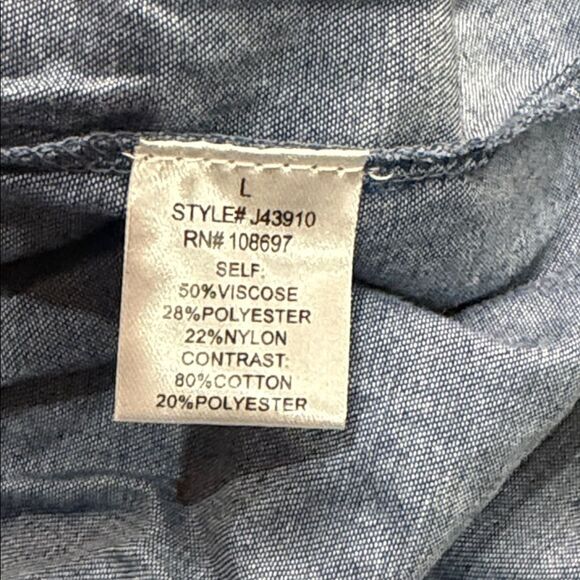 L
STYLE# J43910
RN# 108697
SELF:
50%VISCOSE
28%POLYESTER
22%NYLON
CONTRAST:
80%COTTON
20%POLYESTER